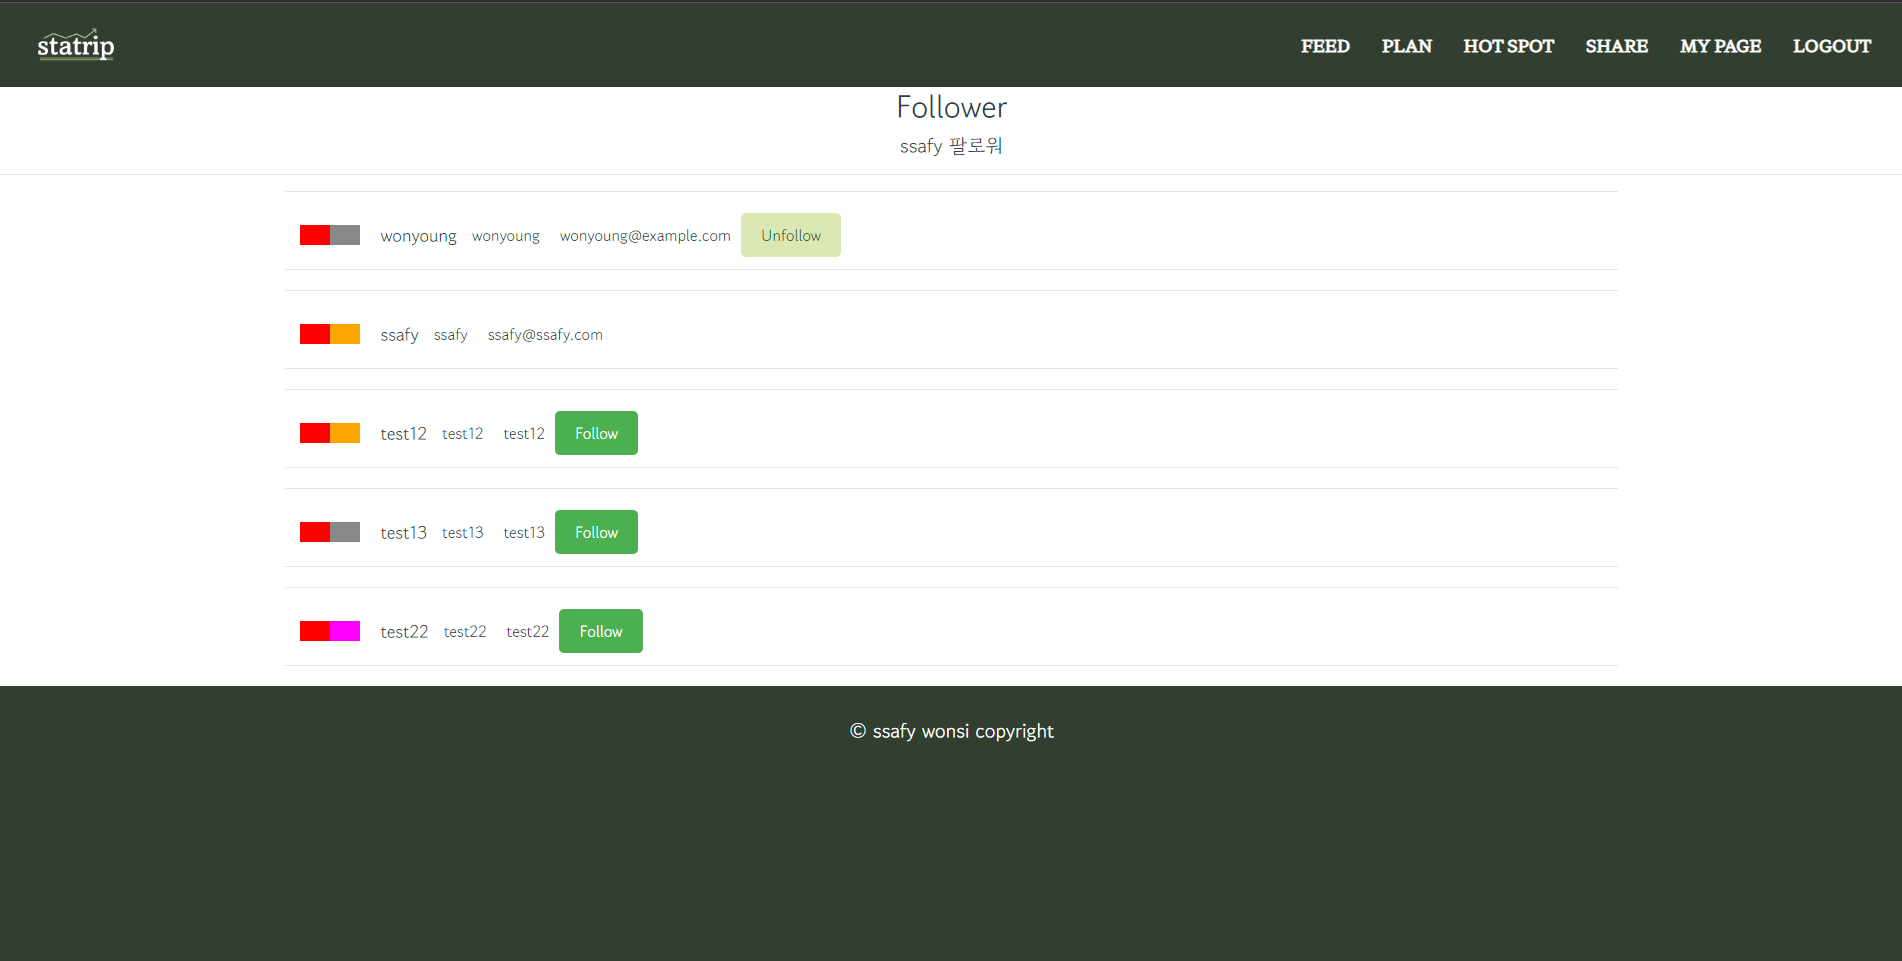 statrip FEED PLAN HOT SPOT SHARE MY PAGE LOGOUT
Follower
ssafy 팔로워
wonyoung wonyoung wonyoung@example.com Unfollow
ssafy ssafy ssafy@ssafy.com
test12 test12 test12 Follow
test13 test13 test13 Follow
test22 test22 test22 Follow
© ssafy wonsi copyright